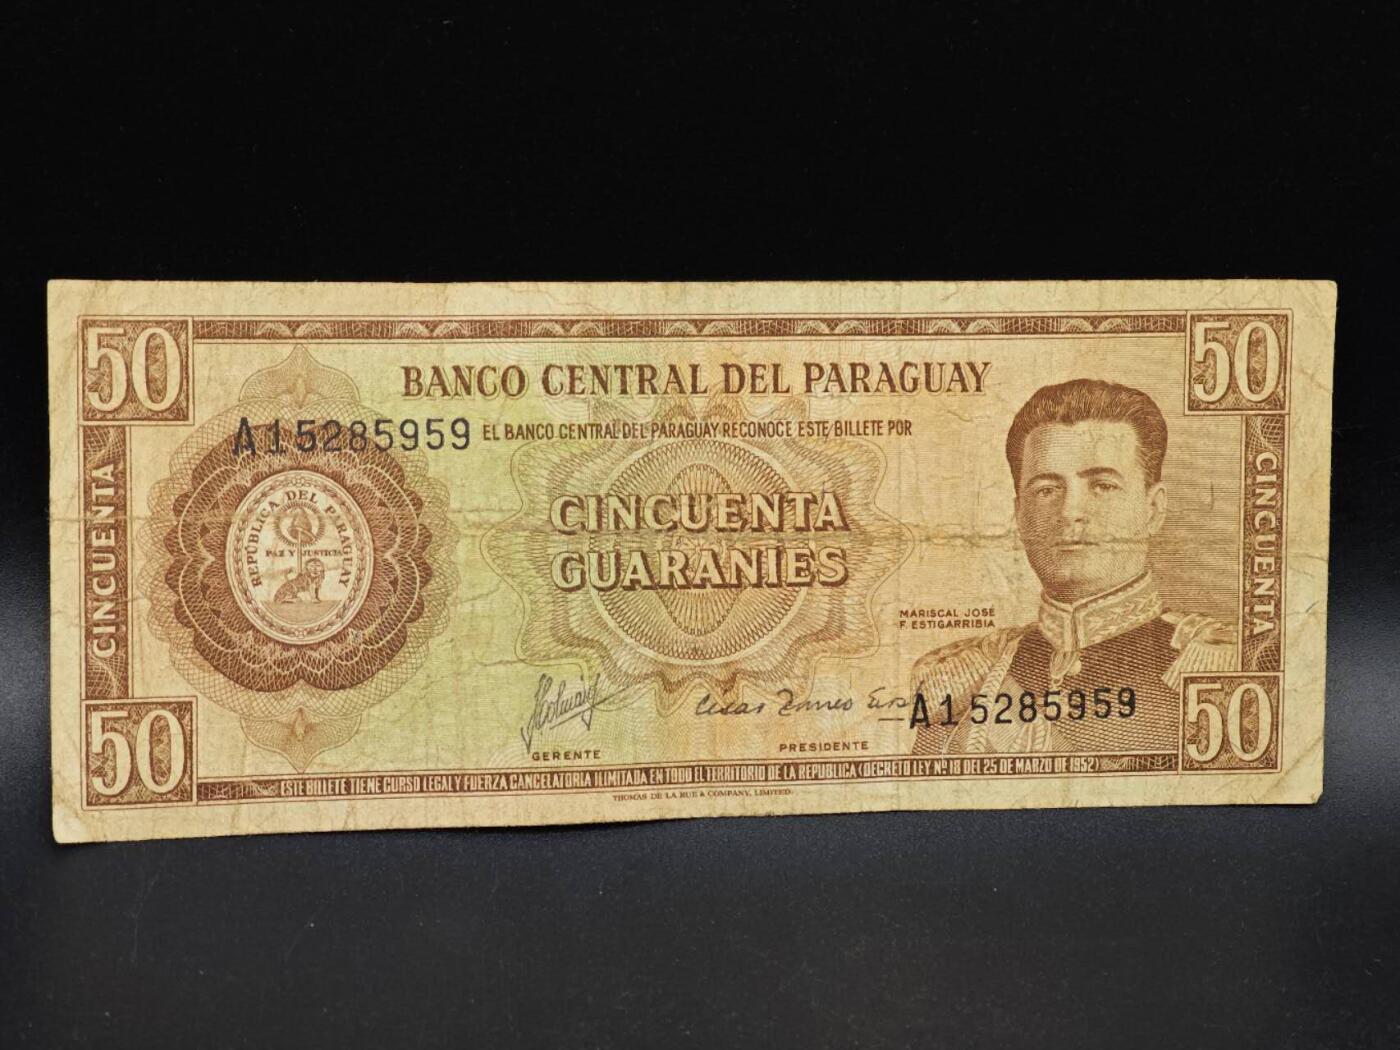 50
50
BANCO CENTRAL DEL PARAGUAY
A15285959
EL BANCO CENTRAL DEL PARAGUAY RECONOCE ESTE BILLETE POR
CINCUENTA
CINCUENTA
REPÚBLICA DEL PARAGUAY
PAZ Y JUSTICIA
CINCUENTA
GUARANIES
MARISCAL JOSE
F. ESTIGARRIBIA
A15285959
GERENTE
PRESIDENTE
50
50
ESTE BILLETE TIENE CURSO LEGAL Y FUERZA CANCELATORIA ILIMITADA EN TODO EL TERRITORIO DE LA REPUBLICA (DECRETO LEY Nº 18 DEL 25 DE MARZO DE 1952)
THOMAS DE LA RUE & COMPANY, LIMITED.